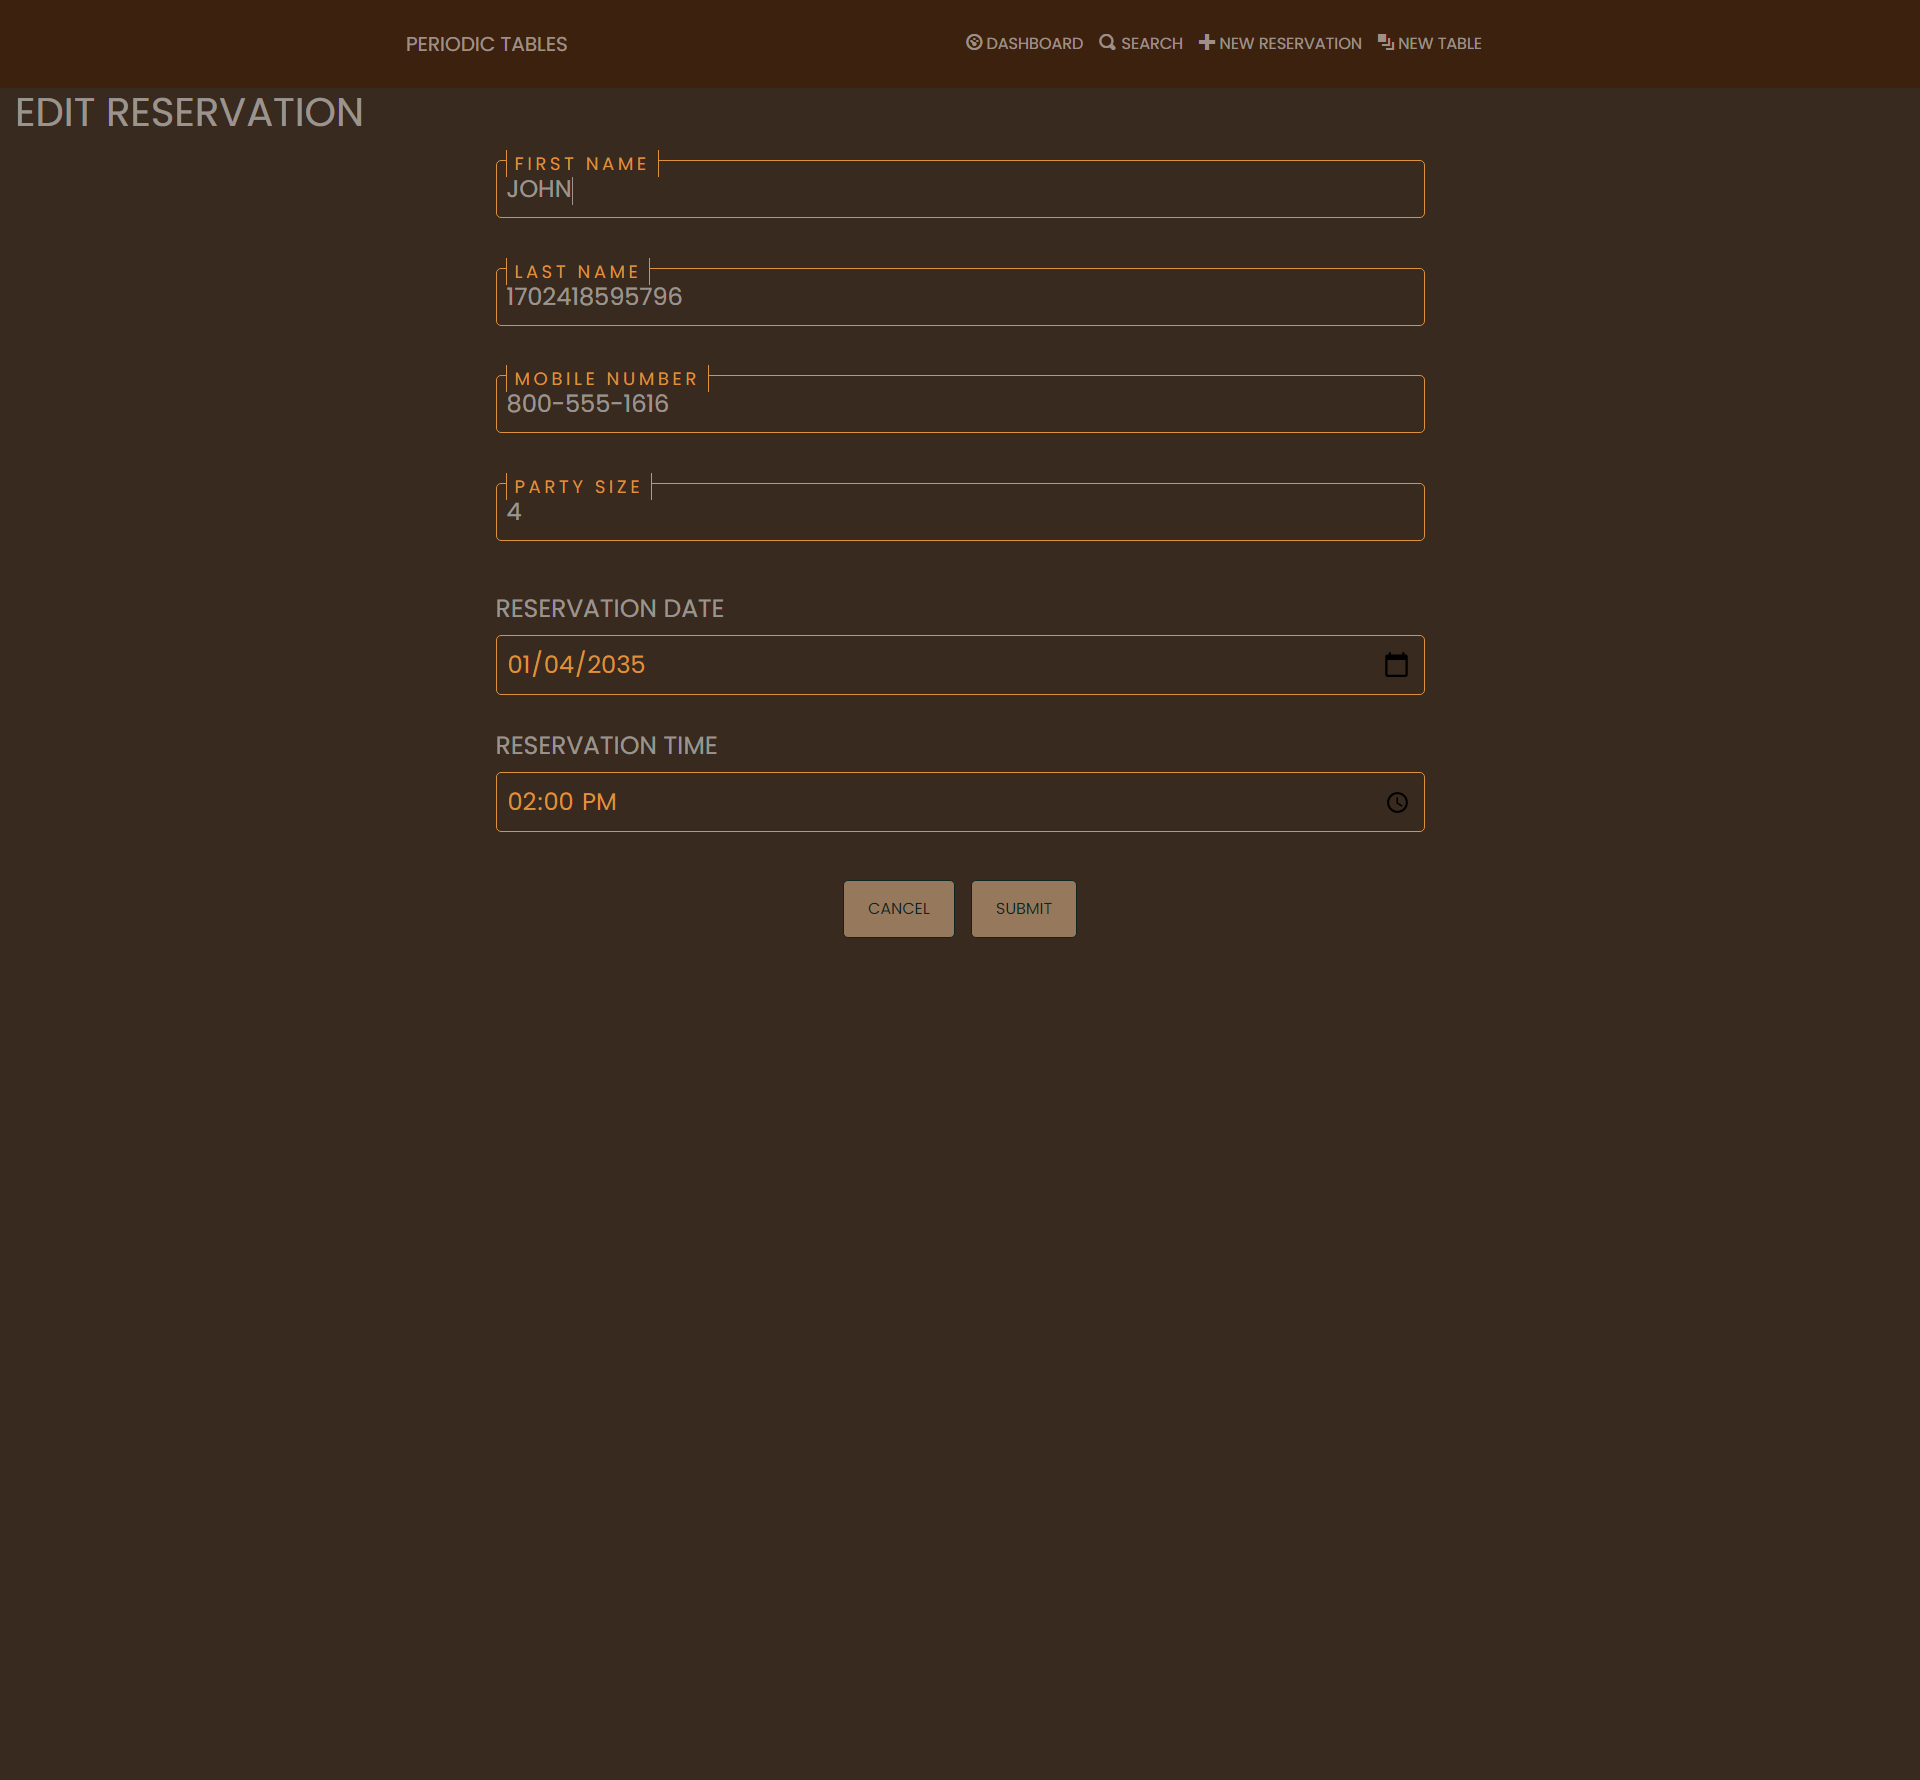 PERIODIC TABLES
DASHBOARD SEARCH NEW RESERVATION NEW TABLE
EDIT RESERVATION
FIRST NAME
JOHN
LAST NAME
1702418595796
MOBILE NUMBER
800-555-1616
PARTY SIZE
4
RESERVATION DATE
01/04/2035
RESERVATION TIME
02:00 PM
CANCEL SUBMIT